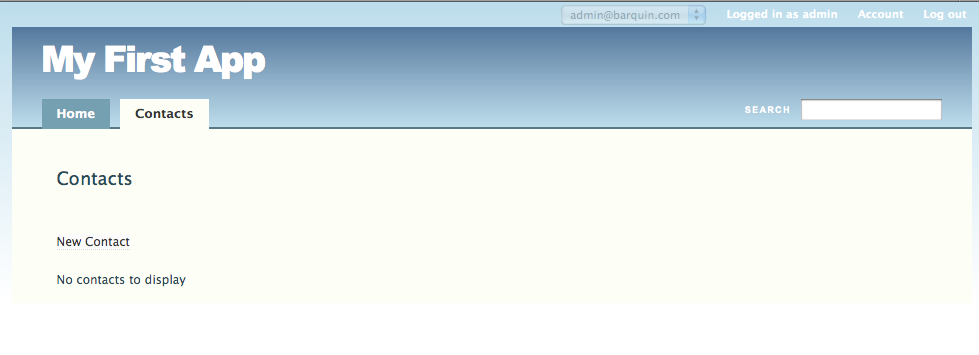 admin@barquin.com Logged in as admin Account Log out
My First App
Home Contacts SEARCH
Contacts
New Contact
No contacts to display